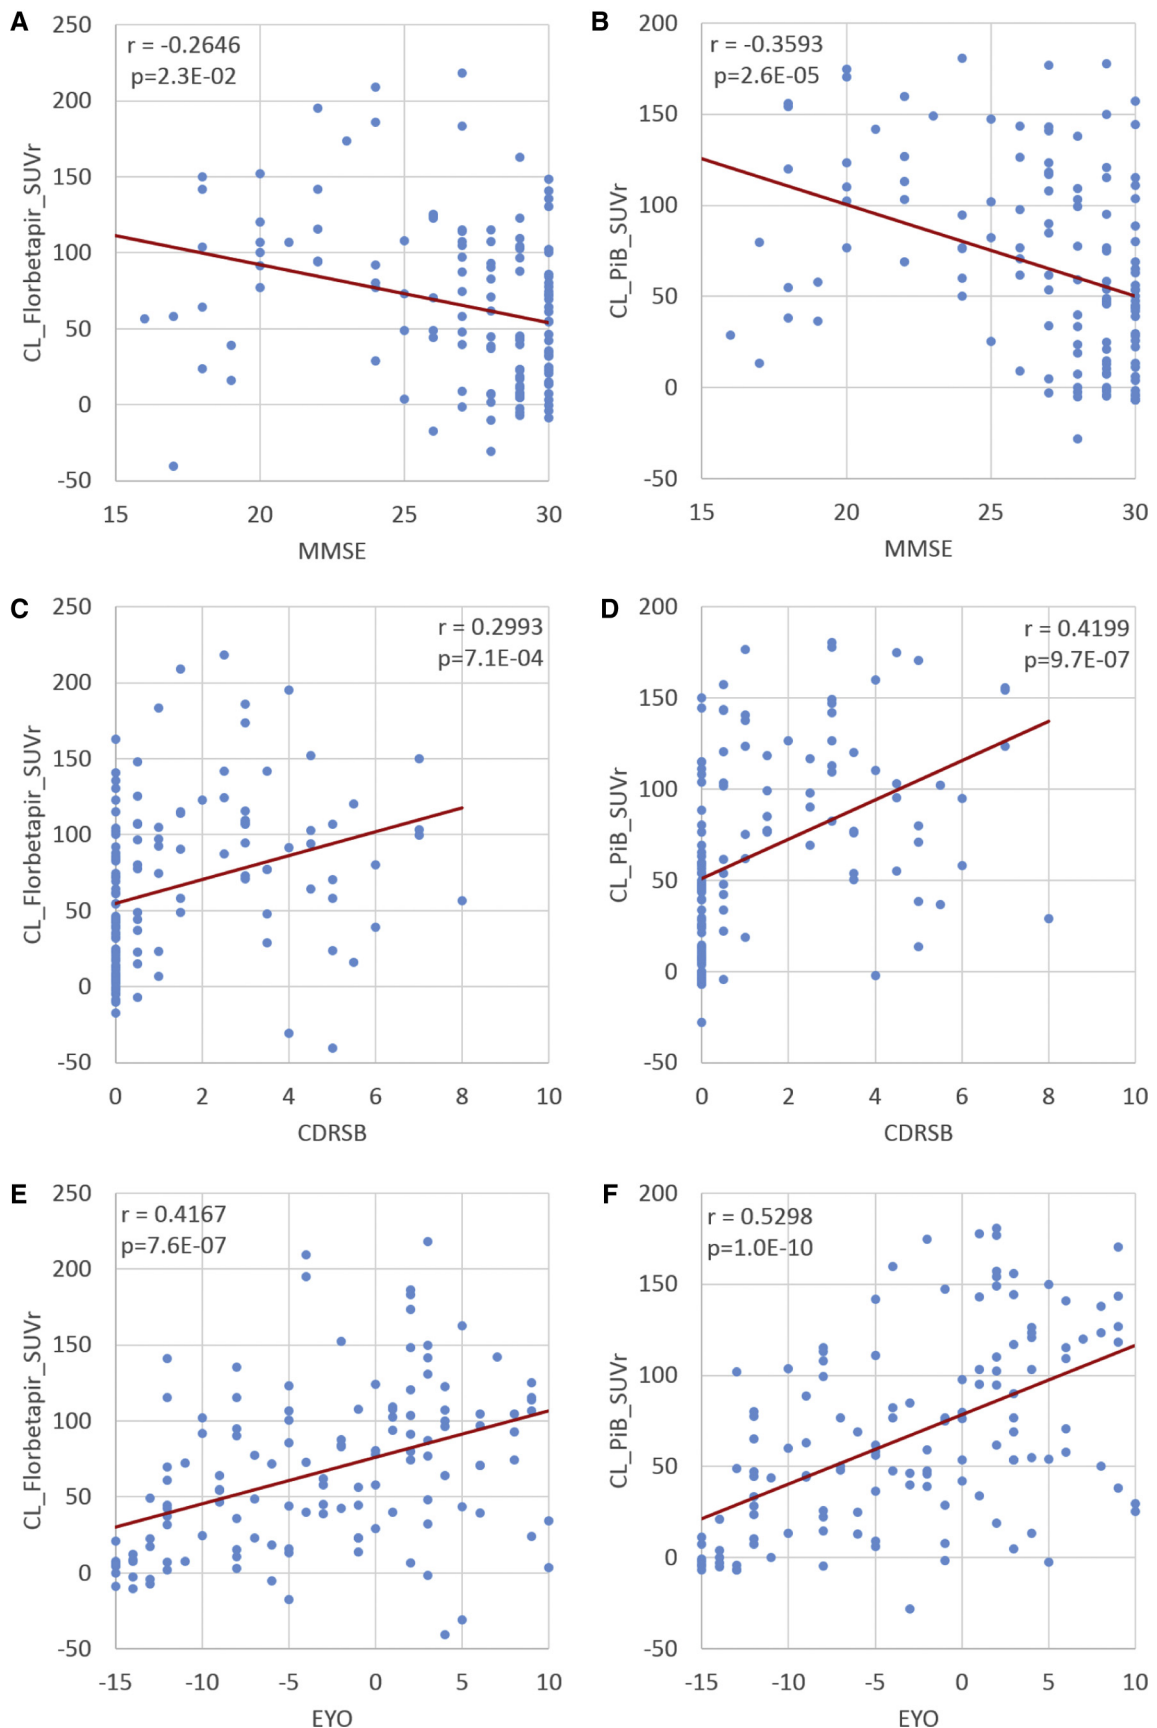 A
r = -0.2646
p=2.3E-02
CL_Florbetapir_SUVr
250
200
150
100
50
0
-50
15
20
25
30
MMSE
B
r = -0.3593
p=2.6E-05
CL_PiB_SUVr
200
150
100
50
0
-50
15
20
25
30
MMSE
C
r = 0.2993
p=7.1E-04
CL_Florbetapir_SUVr
250
200
150
100
50
0
-50
0
2
4
6
8
10
CDRSB
D
r = 0.4199
p=9.7E-07
CL_PiB_SUVr
200
150
100
50
0
-50
0
2
4
6
8
10
CDRSB
E
r = 0.4167
p=7.6E-07
CL_Florbetapir_SUVr
250
200
150
100
50
0
-50
-15
-10
-5
0
5
10
EYO
F
r = 0.5298
p=1.0E-10
CL_PiB_SUVr
200
150
100
50
0
-50
-15
-10
-5
0
5
10
EYO